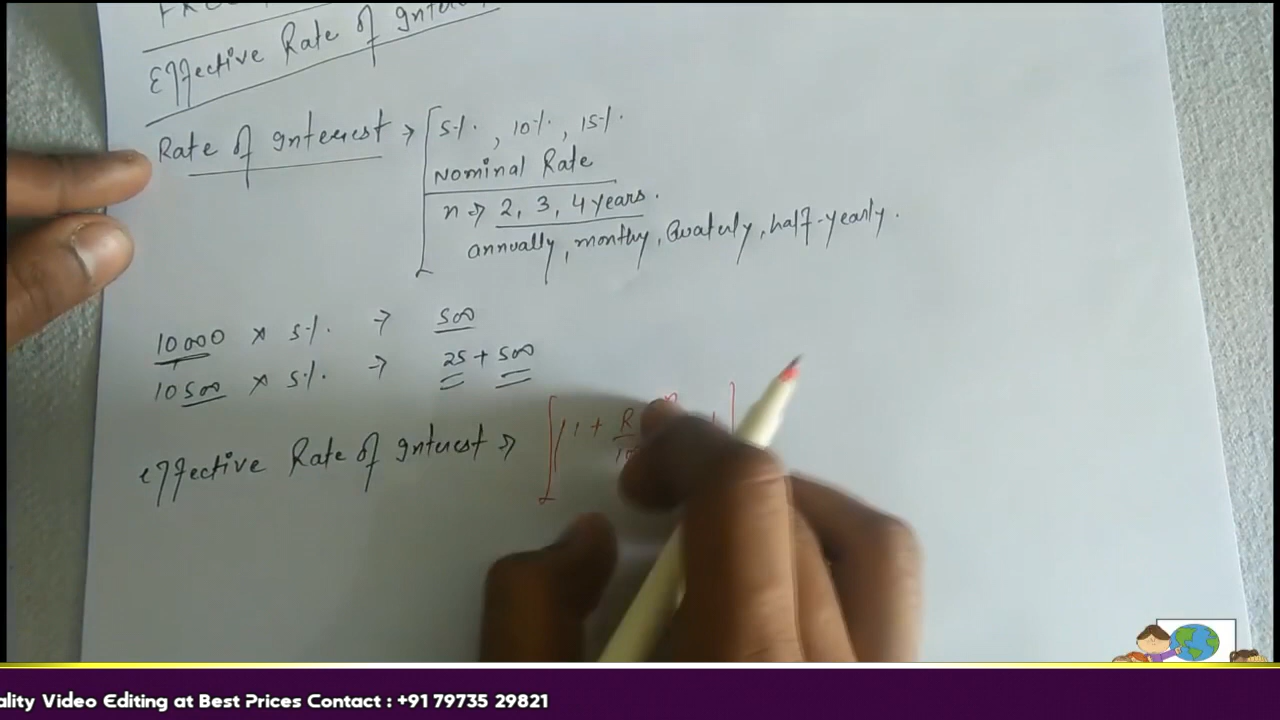 Effective Rate of Interest
Rate of Interest → 5%, 10%, 15%.
Nominal Rate
n → 2, 3, 4 years.
annually, monthy, Quaterly, half-yearly.
10000 × 5%. → 500
10500 × 5%. → 25 + 500
Effective Rate of Interest → [(1 + R
ality Video Editing at Best Prices Contact : +91 79735 29821